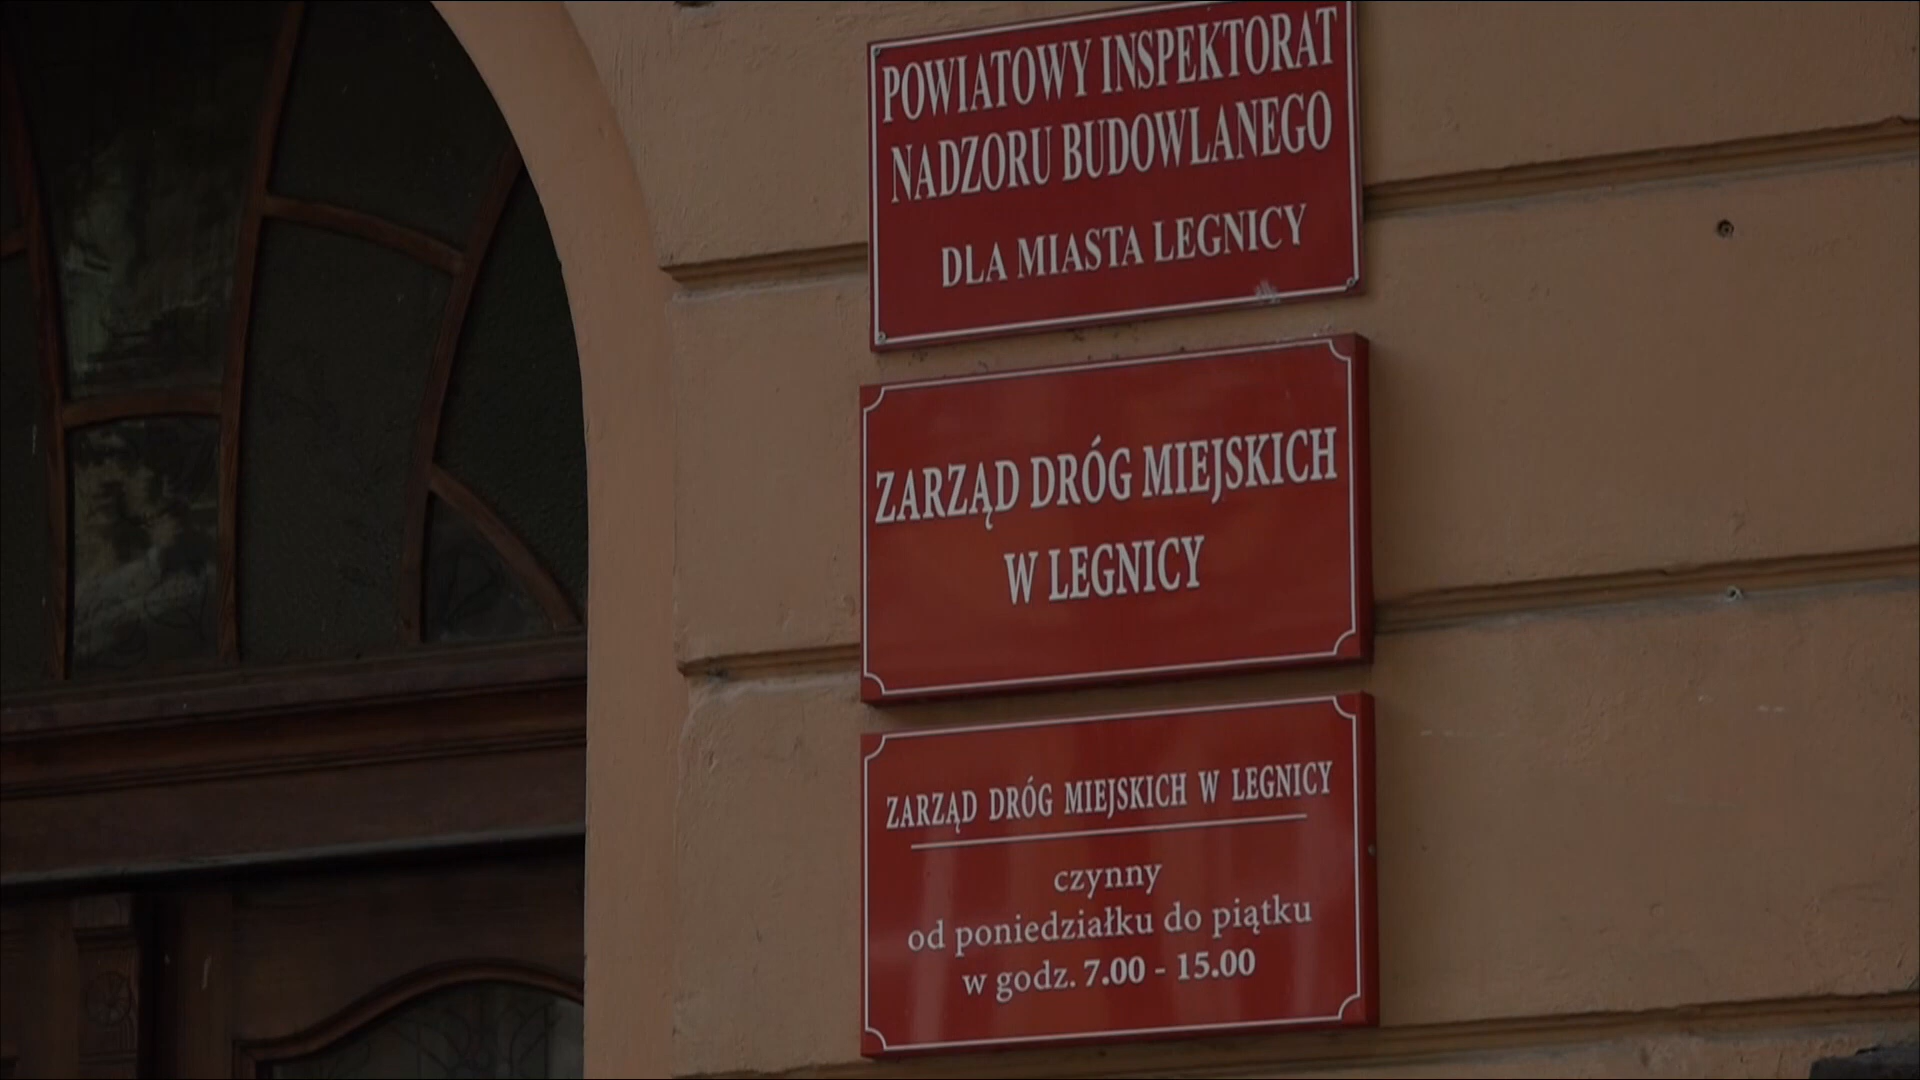 POWIATOWY INSPEKTORAT
NADZORU BUDOWLANEGO
DLA MIASTA LEGNICY
ZARZĄD DRÓG MIEJSKICH
W LEGNICY
ZARZĄD DRÓG MIEJSKICH W LEGNICY
czynny
od poniedziałku do piątku
w godz. 7.00 - 15.00